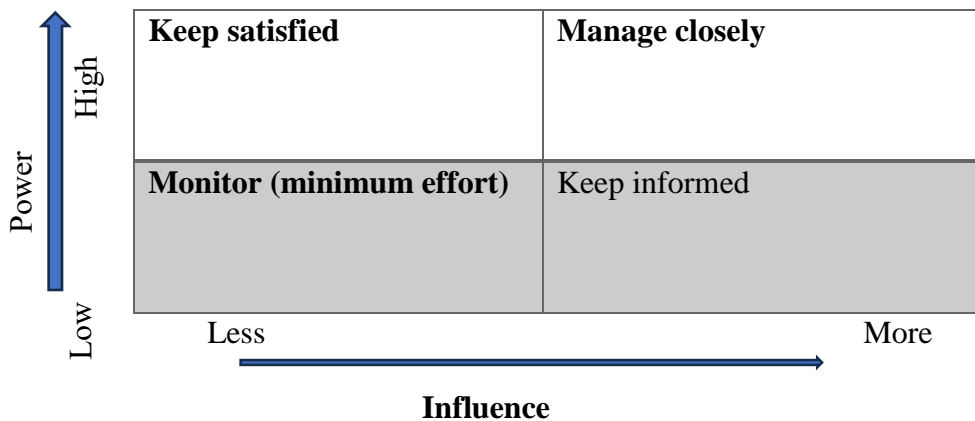 Keep satisfied
Manage closely
High
Power
Monitor (minimum effort)
Keep informed
Low
Less
More
Influence